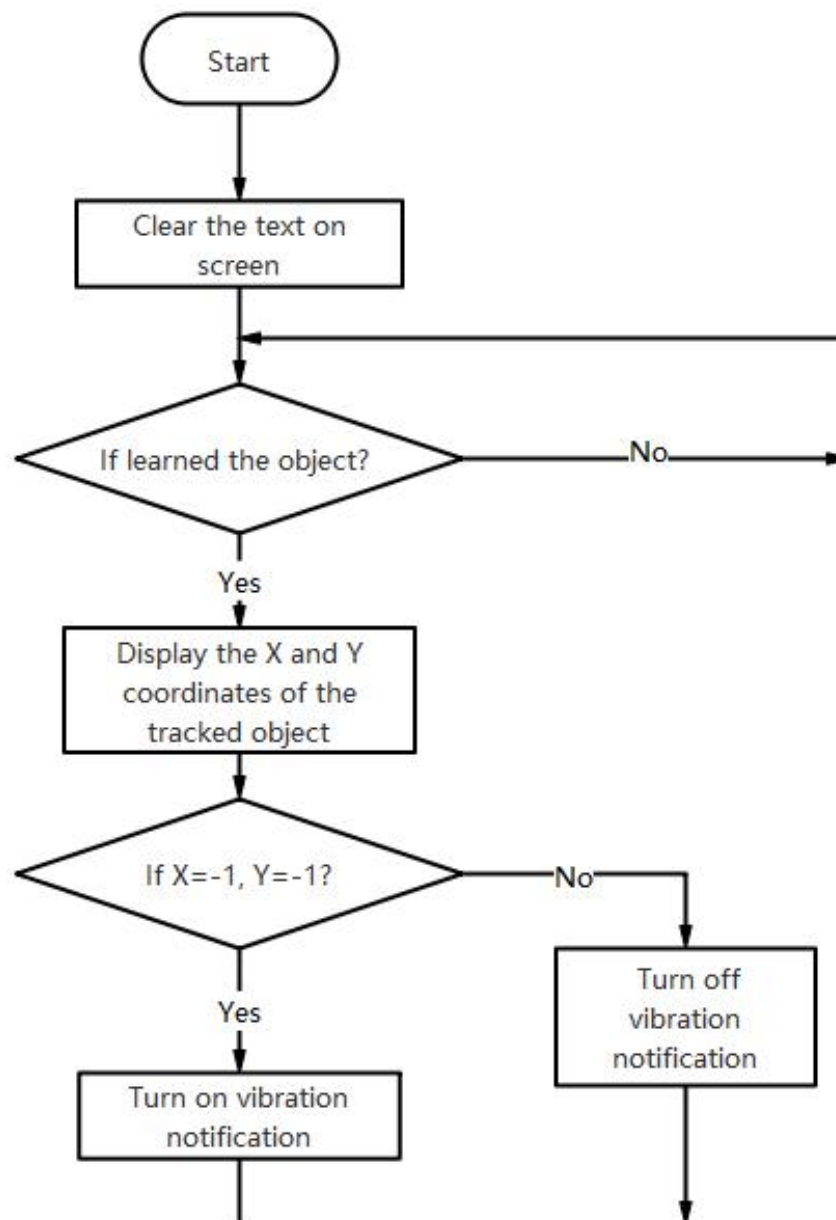 Start
Clear the text on
screen
If learned the object?
No
Yes
Display the X and Y
coordinates of the
tracked object
If X=-1, Y=-1?
No
Turn off
vibration
notification
Yes
Turn on vibration
notification